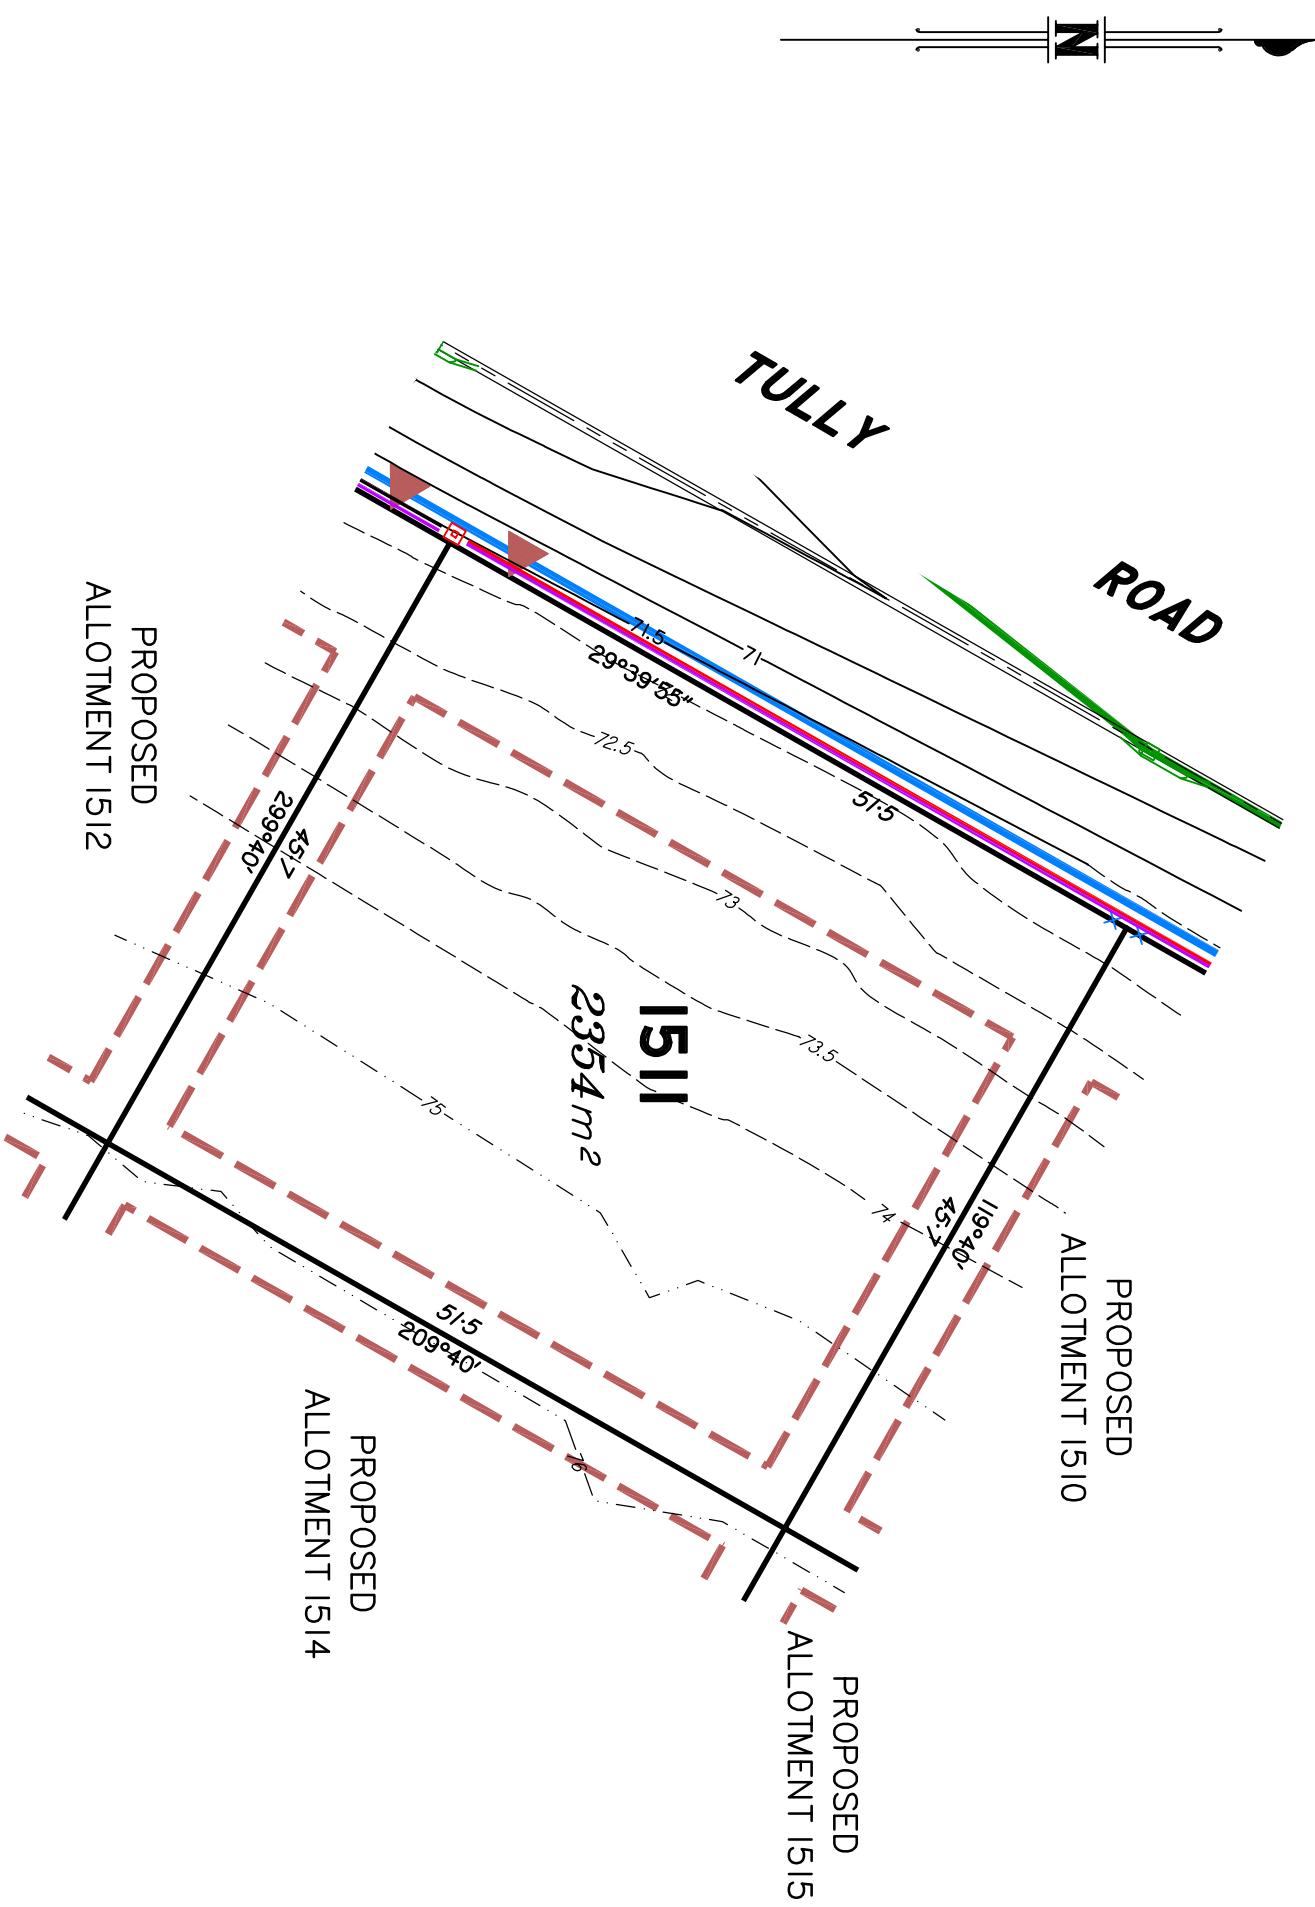 N
TULLY
ROAD
71.5
71
29°39'55"
51·5
72.5
73
73.5
74
75
76
1511
2354m²
119°40'
45·7
299°40'
45·7
51·5
209°40'
PROPOSED
ALLOTMENT 1510
PROPOSED
ALLOTMENT 1512
PROPOSED
ALLOTMENT 1514
PROPOSED
ALLOTMENT 1515